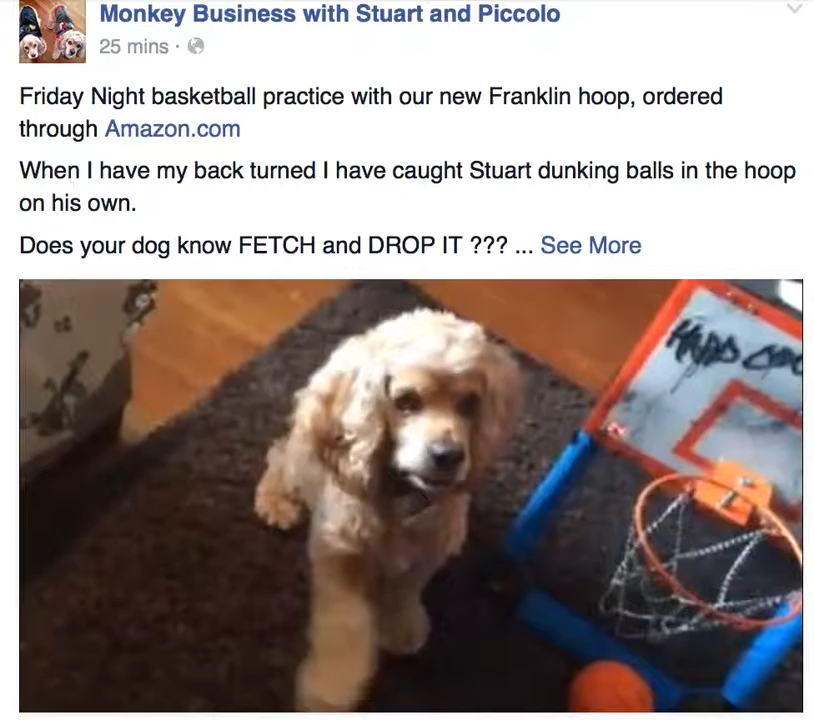 Monkey Business with Stuart and Piccolo
25 mins ·
Friday Night basketball practice with our new Franklin hoop, ordered
through Amazon.com
When I have my back turned I have caught Stuart dunking balls in the hoop
on his own.
Does your dog know FETCH and DROP IT ??? ... See More
HARD